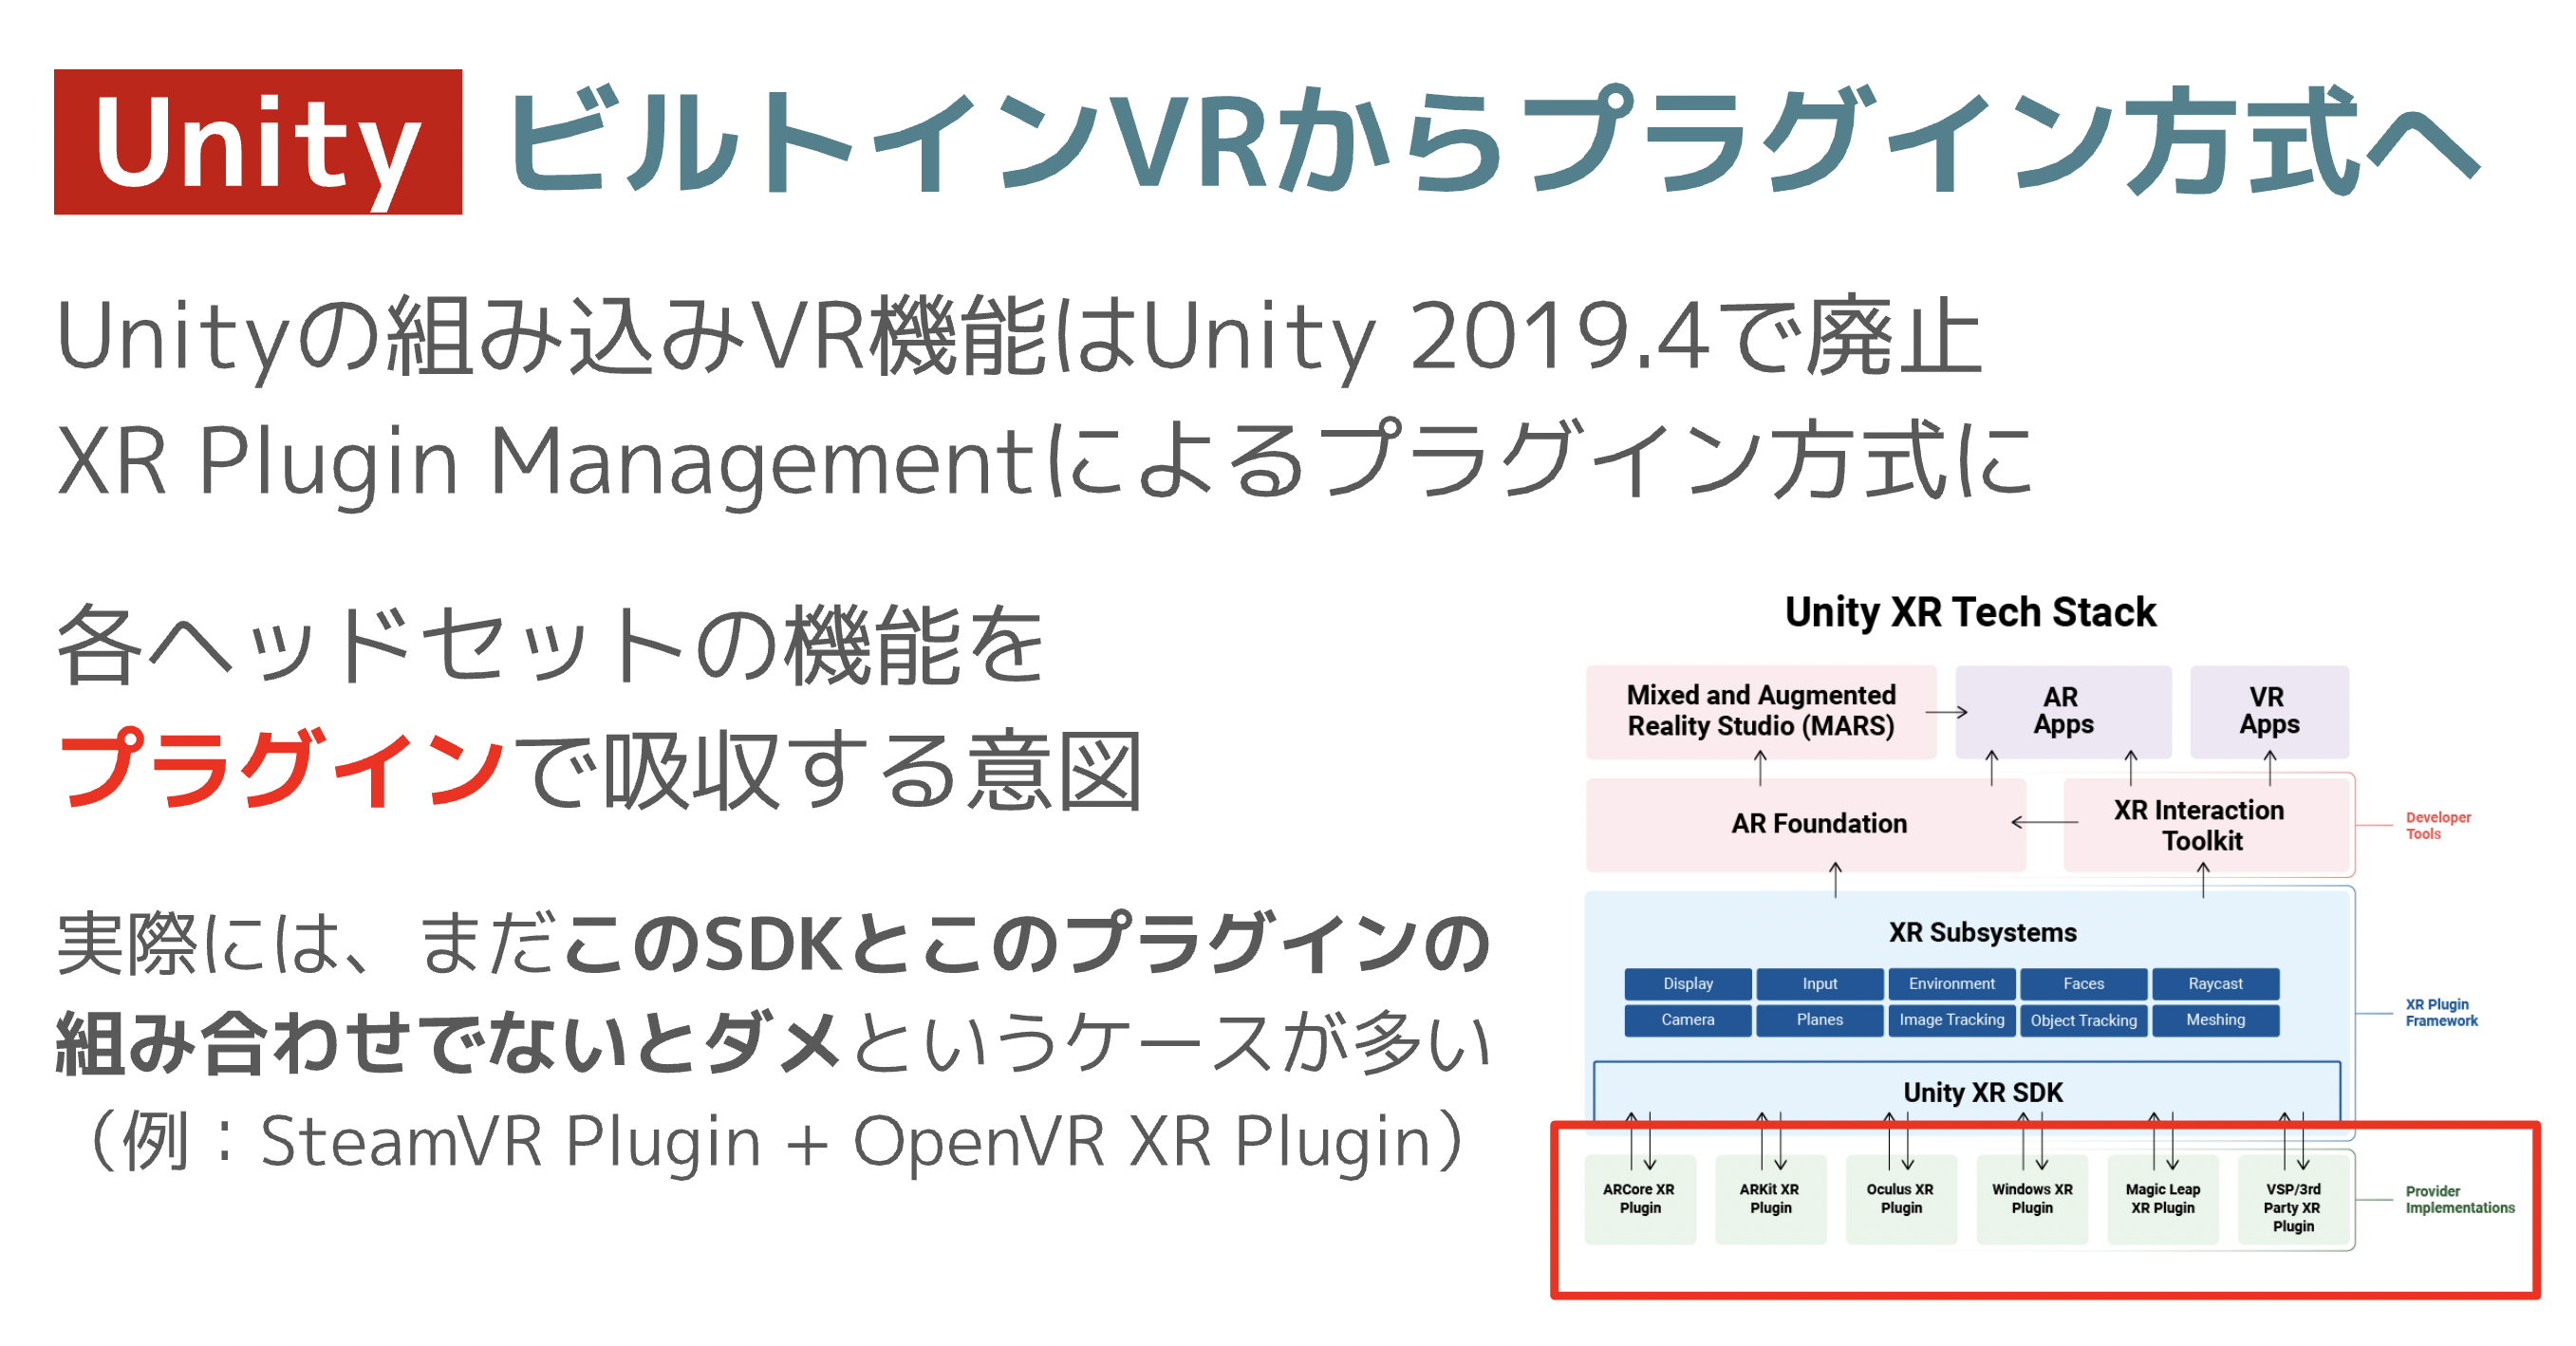 Unity ビルトインVRからプラグイン方式へ
Unityの組み込みVR機能はUnity 2019.4で廃止
XR Plugin Managementによるプラグイン方式に
各ヘッドセットの機能を
プラグインで吸収する意図
実際には、まだこのSDKとこのプラグインの
組み合わせでないとダメというケースが多い
（例：SteamVR Plugin + OpenVR XR Plugin）
Unity XR Tech Stack
Mixed and Augmented
Reality Studio (MARS)
AR
Apps
VR
Apps
AR Foundation
XR Interaction
Toolkit
Developer
Tools
XR Subsystems
Display
Input
Environment
Faces
Raycast
Camera
Planes
Image Tracking
Object Tracking
Meshing
XR Plugin
Framework
Unity XR SDK
ARCore XR
Plugin
ARKit XR
Plugin
Oculus XR
Plugin
Windows XR
Plugin
Magic Leap
XR Plugin
VSP/3rd
Party XR
Plugin
Provider
Implementations